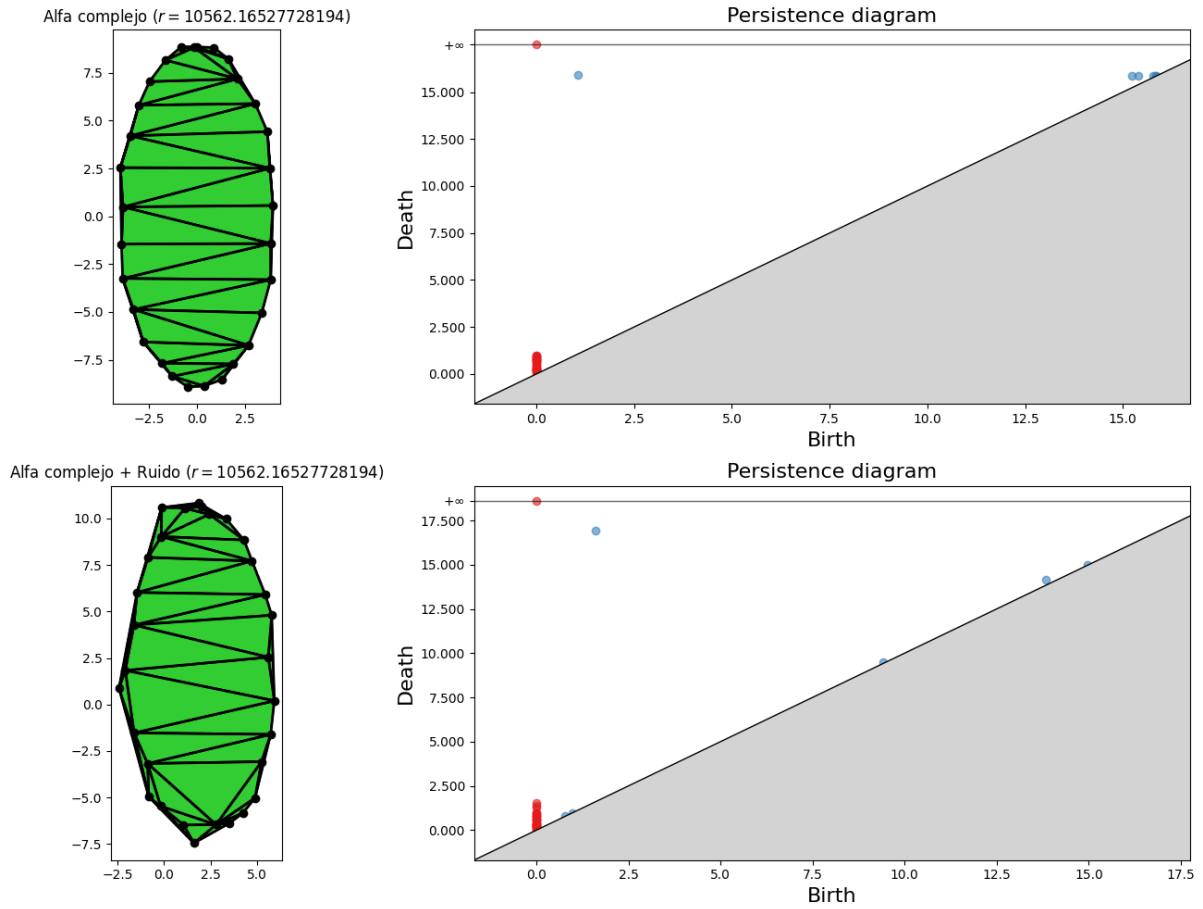 Alfa complejo (r = 10562.16527728194)
7.5
5.0
2.5
0.0
−2.5
−5.0
−7.5
−2.5 0.0 2.5
Persistence diagram
+∞
15.000
12.500
10.000
7.500
5.000
2.500
0.000
Death
0.0 2.5 5.0 7.5 10.0 12.5 15.0
Birth
Alfa complejo + Ruido (r = 10562.16527728194)
10.0
7.5
5.0
2.5
0.0
−2.5
−5.0
−7.5
−2.5 0.0 2.5 5.0
Persistence diagram
+∞
17.500
15.000
12.500
10.000
7.500
5.000
2.500
0.000
Death
0.0 2.5 5.0 7.5 10.0 12.5 15.0 17.5
Birth